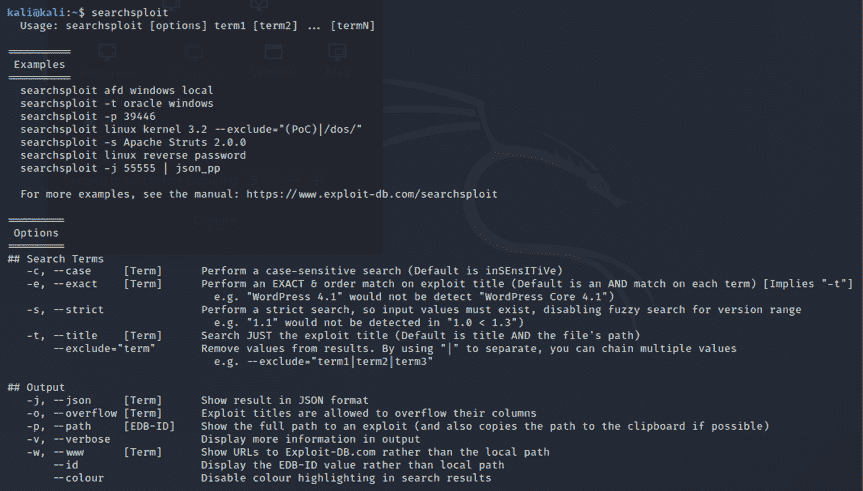 kali@kali:~$ searchsploit
  Usage: searchsploit [options] term1 [term2] ... [termN]
==========
 Examples
==========
  searchsploit afd windows local
  searchsploit -t oracle windows
  searchsploit -p 39446
  searchsploit linux kernel 3.2 --exclude="(PoC)|/dos/"
  searchsploit -s Apache Struts 2.0.0
  searchsploit linux reverse password
  searchsploit -j 55555 | json_pp
  For more examples, see the manual: https://www.exploit-db.com/searchsploit
=========
 Options
=========
## Search Terms
   -c, --case     [Term]      Perform a case-sensitive search (Default is inSEnsITiVe)
   -e, --exact    [Term]      Perform an EXACT & order match on exploit title (Default is an AND match on each term) [Implies "-t"]
                                e.g. "WordPress 4.1" would not be detect "WordPress Core 4.1")
   -s, --strict               Perform a strict search, so input values must exist, disabling fuzzy search for version range
                                e.g. "1.1" would not be detected in "1.0 < 1.3")
   -t, --title    [Term]      Search JUST the exploit title (Default is title AND the file's path)
       --exclude="term"       Remove values from results. By using "|" to separate, you can chain multiple values
                                e.g. --exclude="term1|term2|term3"
## Output
   -j, --json     [Term]      Show result in JSON format
   -o, --overflow [Term]      Exploit titles are allowed to overflow their columns
   -p, --path     [EDB-ID]    Show the full path to an exploit (and also copies the path to the clipboard if possible)
   -v, --verbose              Display more information in output
   -w, --www      [Term]      Show URLs to Exploit-DB.com rather than the local path
       --id                   Display the EDB-ID value rather than local path
       --colour               Disable colour highlighting in search results